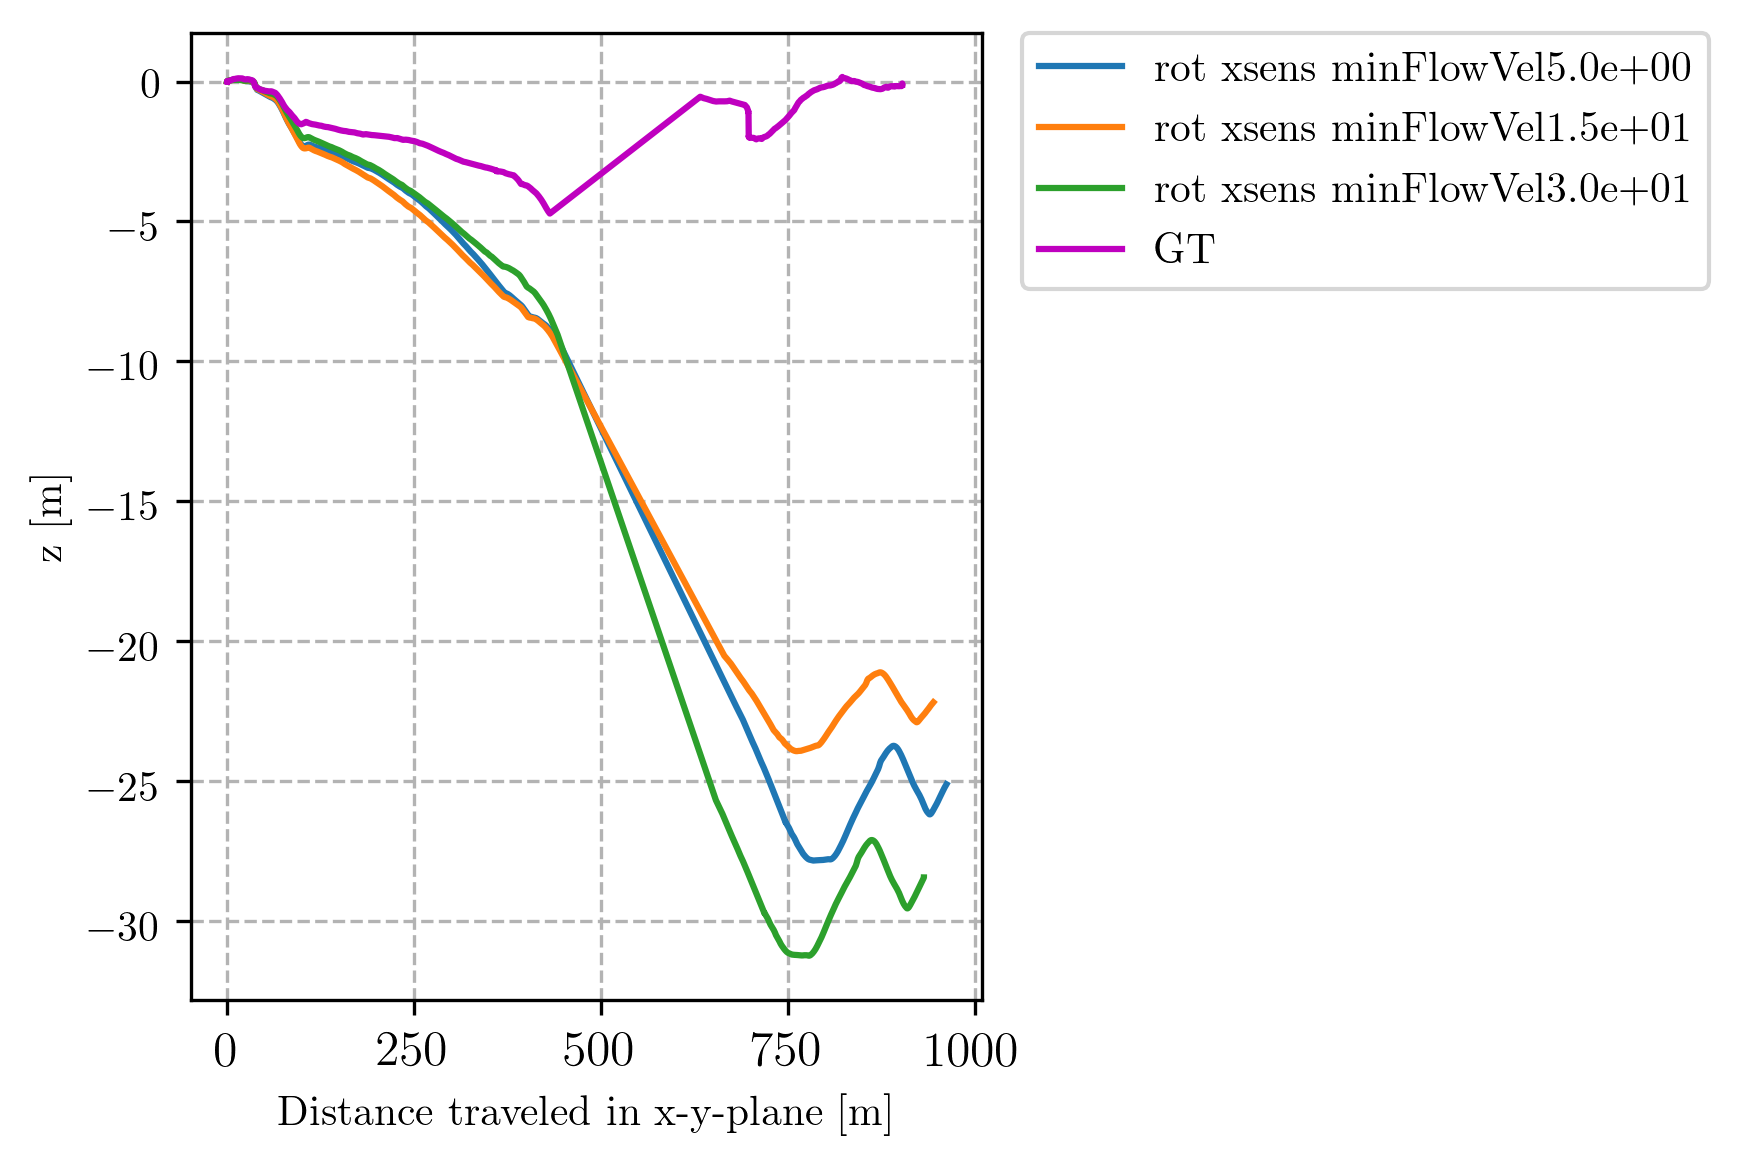 rot xsens minFlowVel5.0e+00
rot xsens minFlowVel1.5e+01
rot xsens minFlowVel3.0e+01
GT
0
−5
−10
−15
−20
−25
−30
z [m]
0 250 500 750 1000
Distance traveled in x-y-plane [m]